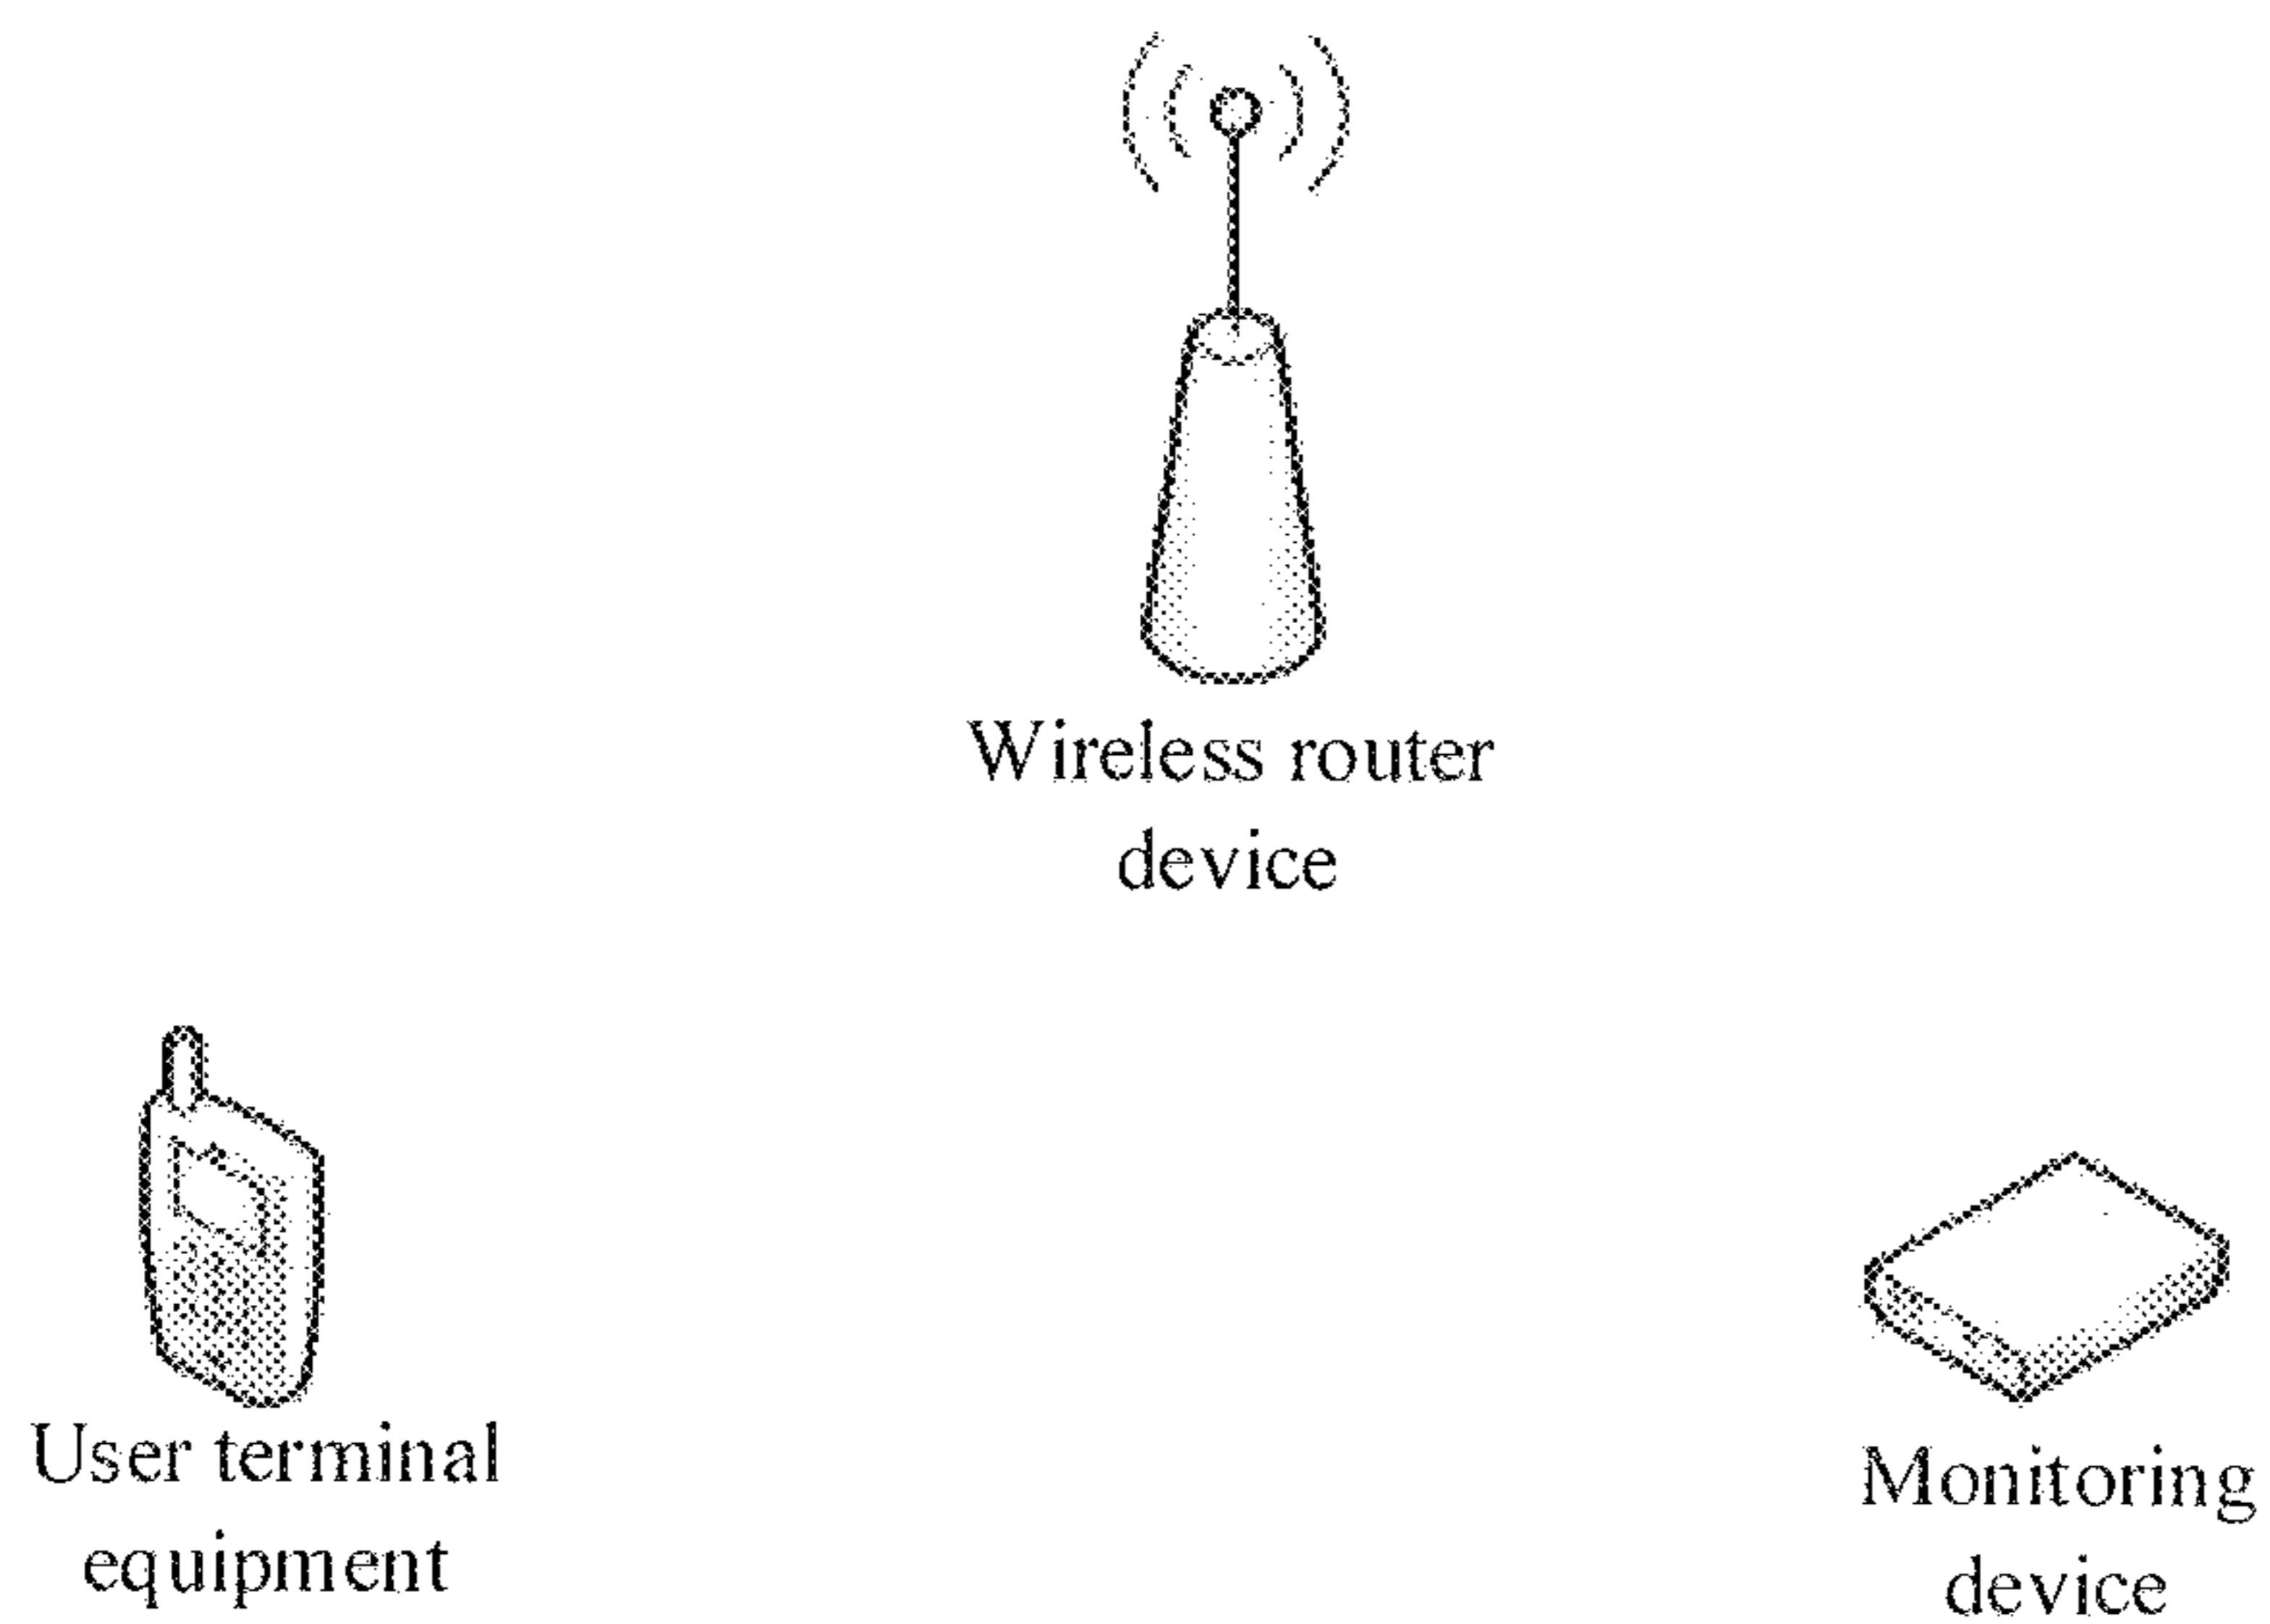 Wireless router
device
User terminal
equipment
Monitoring
device